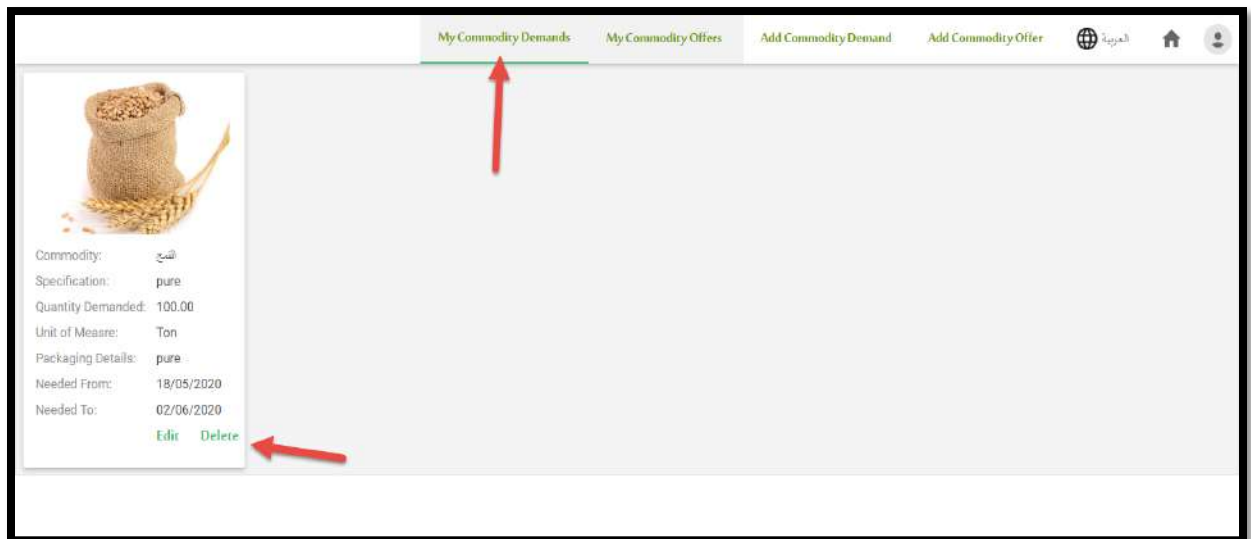 My Commodity Demands My Commodity Offers Add Commodity Demand Add Commodity Offer العربية
Commodity: القمح
Specification: pure
Quantity Demanded: 100.00
Unit of Measre: Ton
Packaging Details: pure
Needed From: 18/05/2020
Needed To: 02/06/2020
Edit Delete